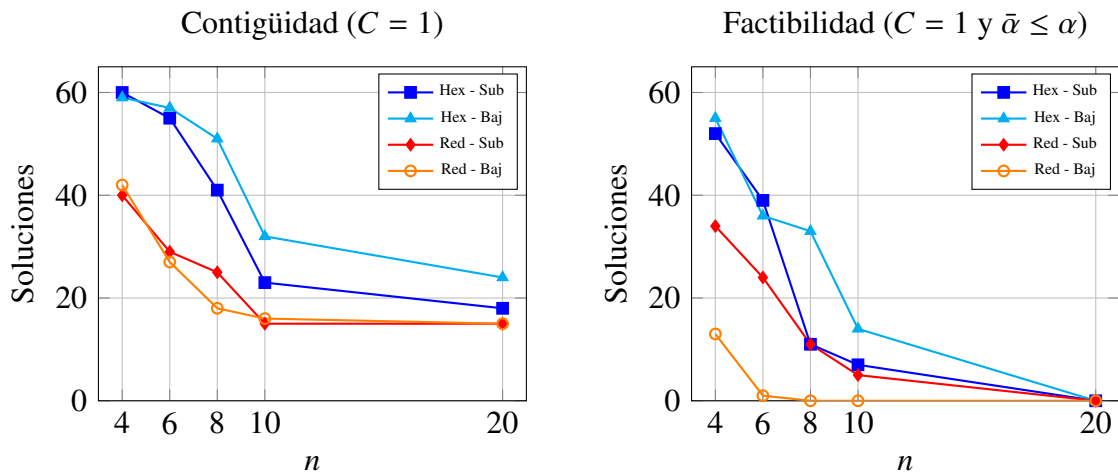 Contigüidad (C = 1)
60
40
20
0
4 6 8 10 20
Soluciones
n
Hex - Sub
Hex - Baj
Red - Sub
Red - Baj
Factibilidad (C = 1 y ᾱ ≤ α)
60
40
20
0
4 6 8 10 20
Soluciones
n
Hex - Sub
Hex - Baj
Red - Sub
Red - Baj